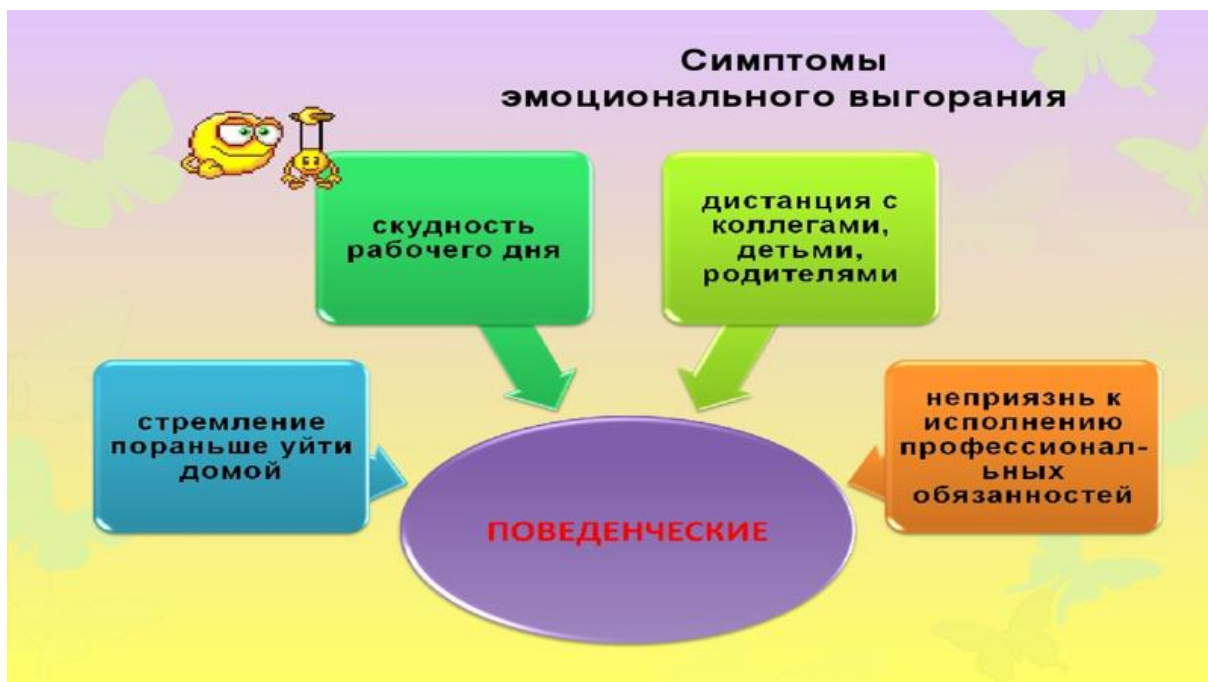 Симптомы
эмоционального выгорания
скудность
рабочего дня
дистанция с
коллегами,
детьми,
родителями
стремление
пораньше уйти
домой
неприязнь к
исполнению
профессионал-
ьных
обязанностей
ПОВЕДЕНЧЕСКИЕ